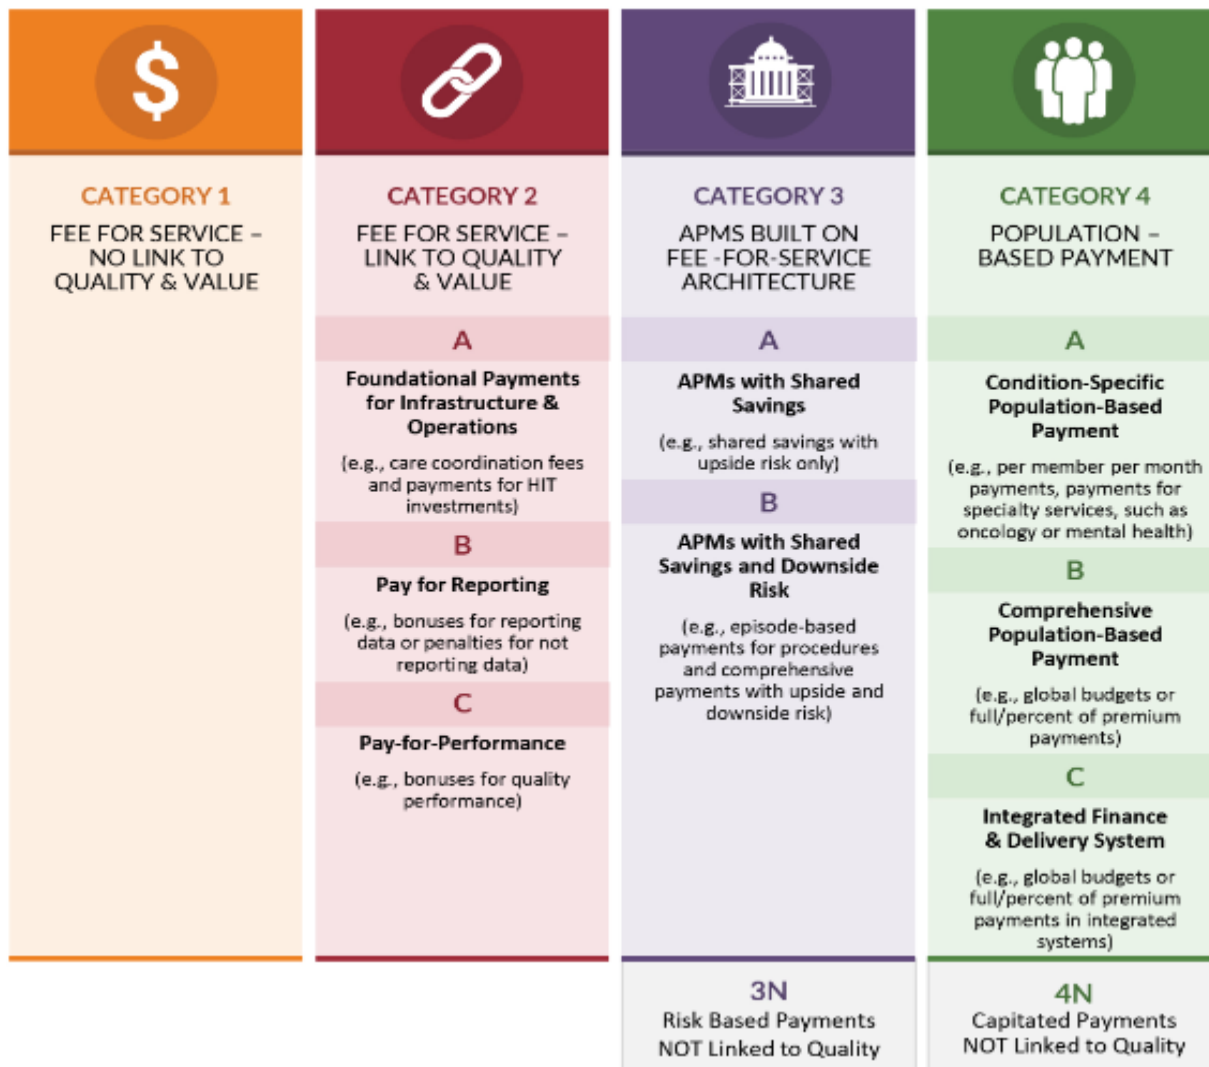 $
CATEGORY 1
FEE FOR SERVICE –
NO LINK TO
QUALITY & VALUE
CATEGORY 2
FEE FOR SERVICE –
LINK TO QUALITY
& VALUE
A
Foundational Payments
for Infrastructure &
Operations
(e.g., care coordination fees
and payments for HIT
investments)
B
Pay for Reporting
(e.g., bonuses for reporting
data or penalties for not
reporting data)
C
Pay-for-Performance
(e.g., bonuses for quality
performance)
CATEGORY 3
APMS BUILT ON
FEE -FOR-SERVICE
ARCHITECTURE
A
APMs with Shared
Savings
(e.g., shared savings with
upside risk only)
B
APMs with Shared
Savings and Downside
Risk
(e.g., episode-based
payments for procedures
and comprehensive
payments with upside and
downside risk)
3N
Risk Based Payments
NOT Linked to Quality
CATEGORY 4
POPULATION –
BASED PAYMENT
A
Condition-Specific
Population-Based
Payment
(e.g., per member per month
payments, payments for
specialty services, such as
oncology or mental health)
B
Comprehensive
Population-Based
Payment
(e.g., global budgets or
full/percent of premium
payments)
C
Integrated Finance
& Delivery System
(e.g., global budgets or
full/percent of premium
payments in integrated
systems)
4N
Capitated Payments
NOT Linked to Quality